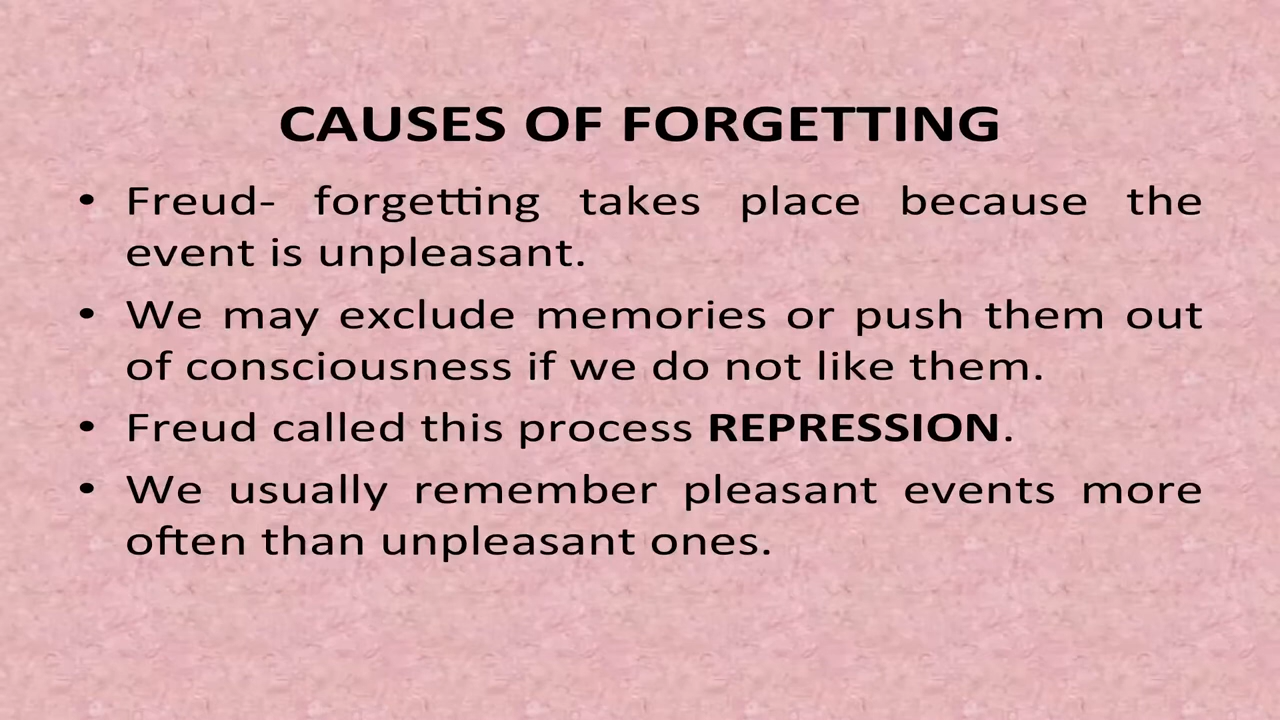 CAUSES OF FORGETTING
• Freud- forgetting takes place because the
event is unpleasant.
• We may exclude memories or push them out
of consciousness if we do not like them.
• Freud called this process REPRESSION.
• We usually remember pleasant events more
often than unpleasant ones.